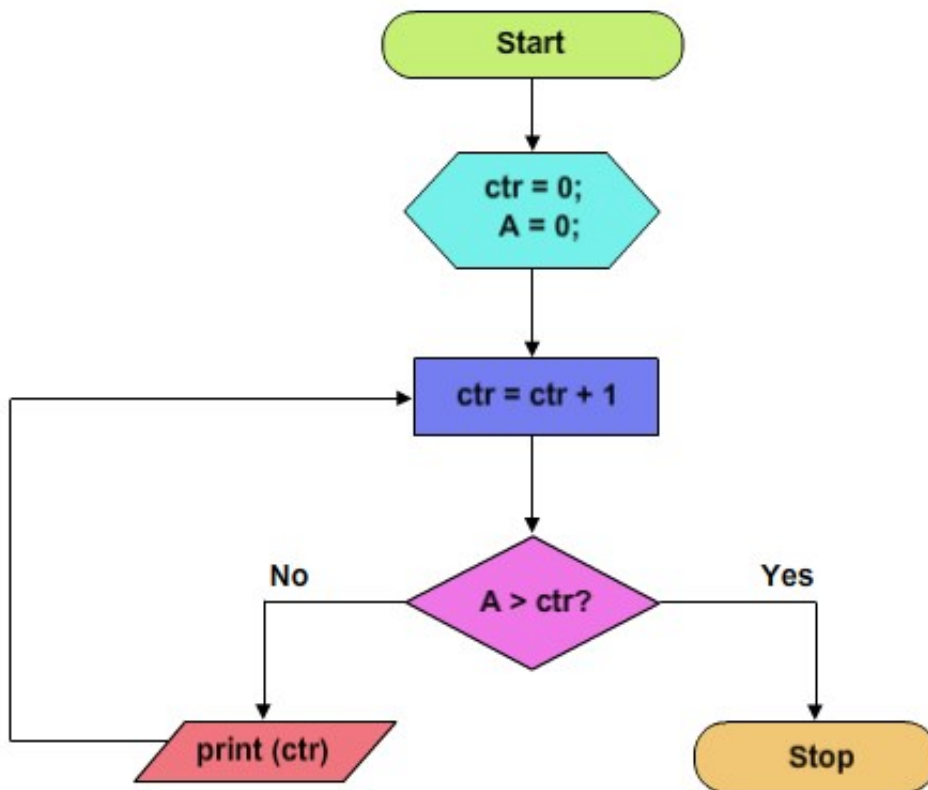 Start
ctr = 0;
A = 0;
ctr = ctr + 1
A > ctr?
No
Yes
print (ctr)
Stop